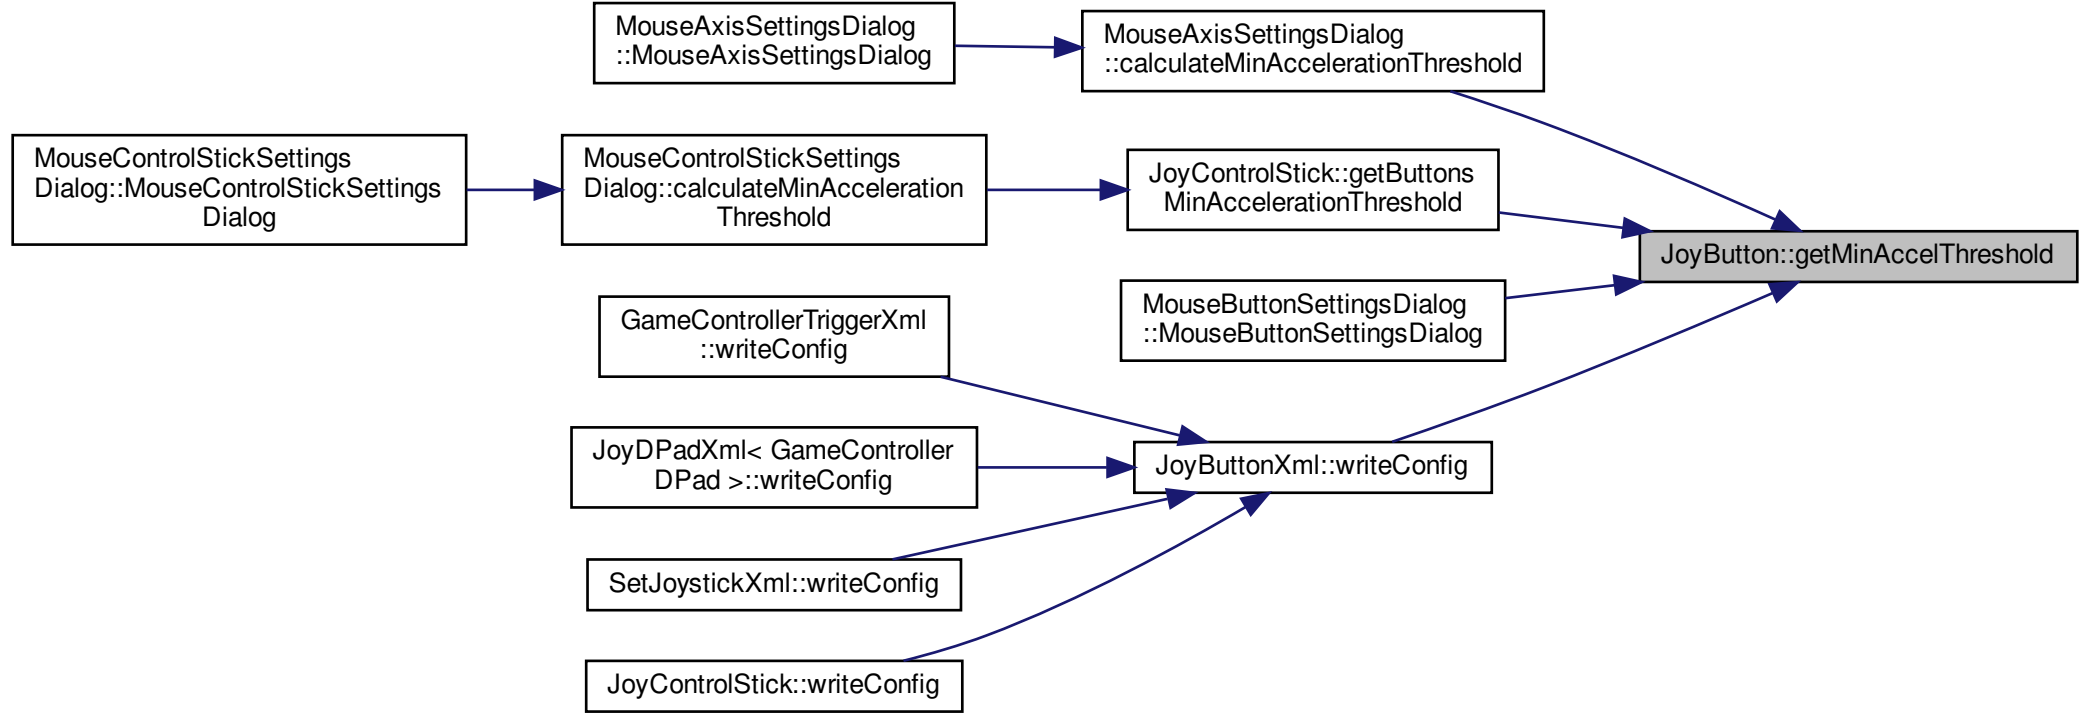 MouseAxisSettingsDialog
::MouseAxisSettingsDialog
MouseAxisSettingsDialog
::calculateMinAccelerationThreshold
MouseControlStickSettings
Dialog::MouseControlStickSettings
Dialog
MouseControlStickSettings
Dialog::calculateMinAcceleration
Threshold
JoyControlStick::getButtons
MinAccelerationThreshold
JoyButton::getMinAccelThreshold
MouseButtonSettingsDialog
::MouseButtonSettingsDialog
GameControllerTriggerXml
::writeConfig
JoyDPadXml< GameController
DPad >::writeConfig
JoyButtonXml::writeConfig
SetJoystickXml::writeConfig
JoyControlStick::writeConfig